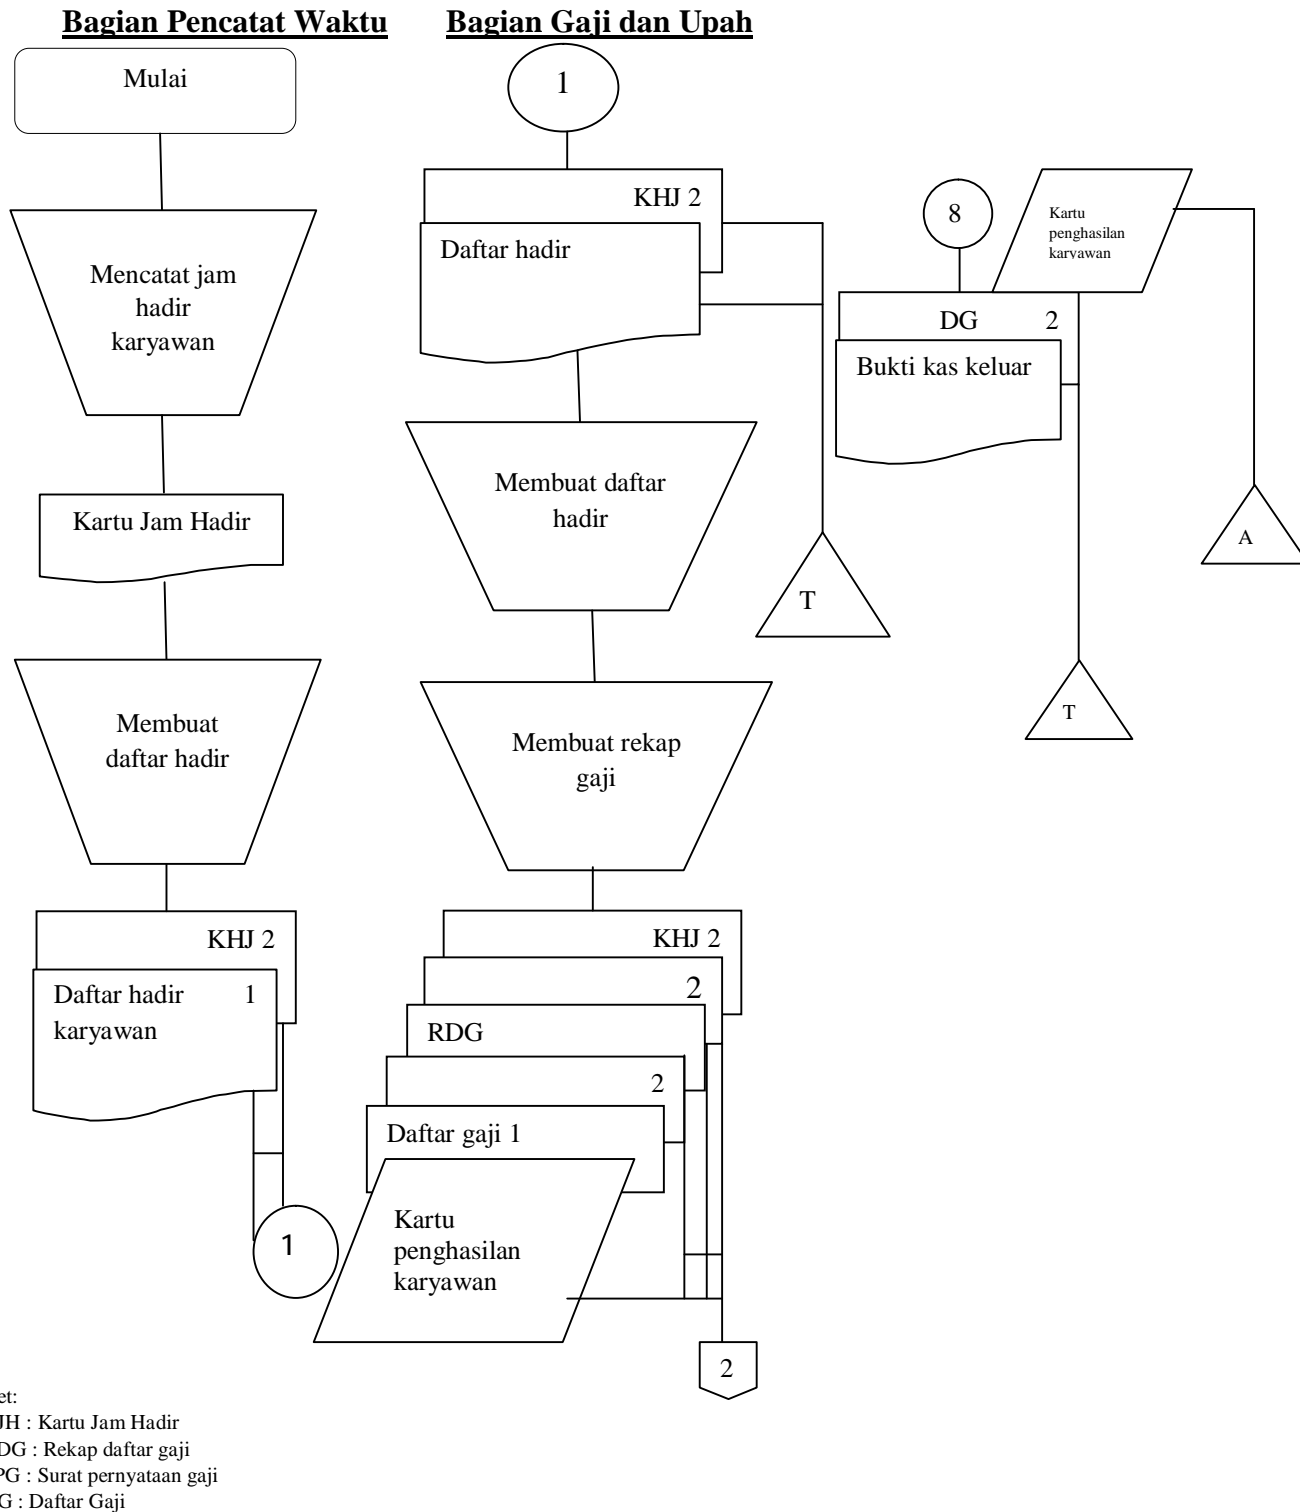 Bagian Pencatat Waktu
Mulai
Mencatat jam
hadir
karyawan
Kartu Jam Hadir
Membuat
daftar hadir
KHJ 2
Daftar hadir 1
karyawan
1
Bagian Gaji dan Upah
1
KHJ 2
Daftar hadir
Membuat daftar
hadir
T
Membuat rekap
gaji
KHJ 2
2
RDG
2
Daftar gaji 1
Kartu
penghasilan
karyawan
2
8
Kartu
penghasilan
karyawan
DG 2
Bukti kas keluar
A
T
et:
JH : Kartu Jam Hadir
DG : Rekap daftar gaji
PG : Surat pernyataan gaji
G : Daftar Gaji